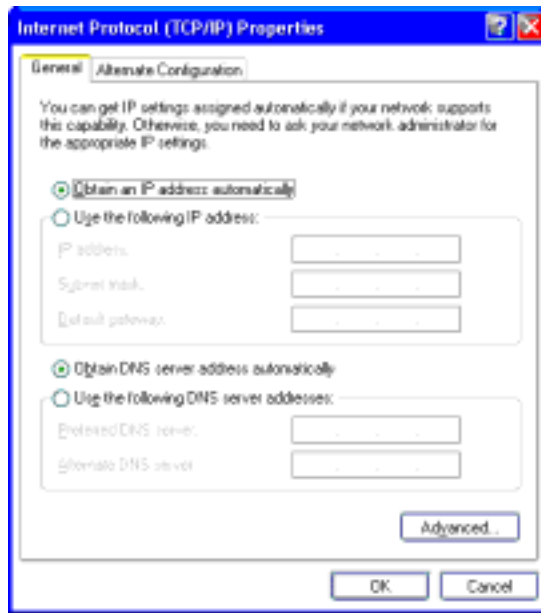 Internet Protocol (TCP/IP) Properties
General Alternate Configuration
You can get IP settings assigned automatically if your network supports
this capability. Otherwise, you need to ask your network administrator for
the appropriate IP settings.
Obtain an IP address automatically
Use the following IP address:
IP address:
Subnet mask:
Default gateway:
Obtain DNS server address automatically
Use the following DNS server addresses:
Preferred DNS server:
Alternate DNS server:
Advanced...
OK Cancel